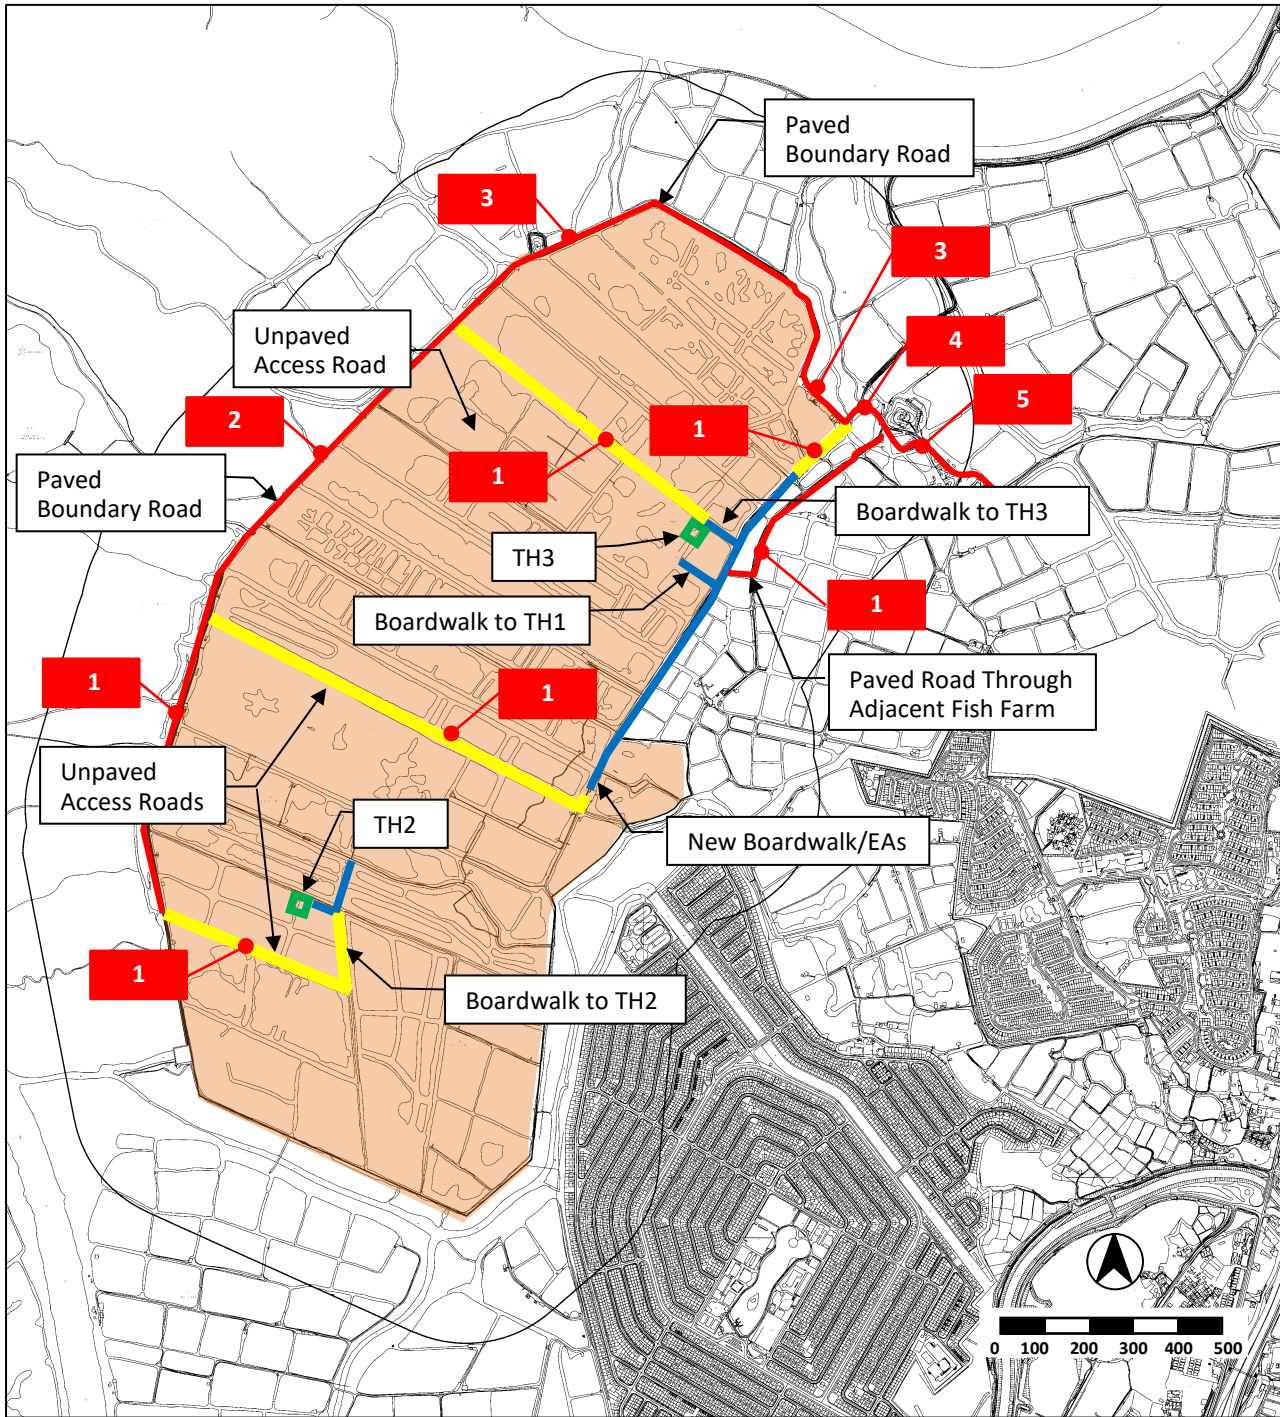 Paved
Boundary Road
3
3
Unpaved
Access Road
4
5
2
1
Paved
Boundary Road
1
Boardwalk to TH3
TH3
1
Boardwalk to TH1
Paved Road Through
Adjacent Fish Farm
1
1
Unpaved
Access Roads
TH2
New Boardwalk/EAs
1
Boardwalk to TH2
0 100 200 300 400 500